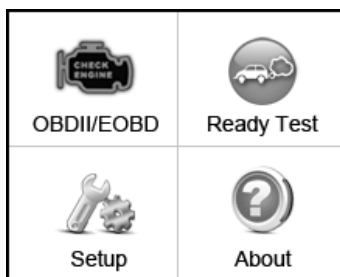 CHECK
ENGINE
OBDII/EOBD
Ready Test
?
Setup
About